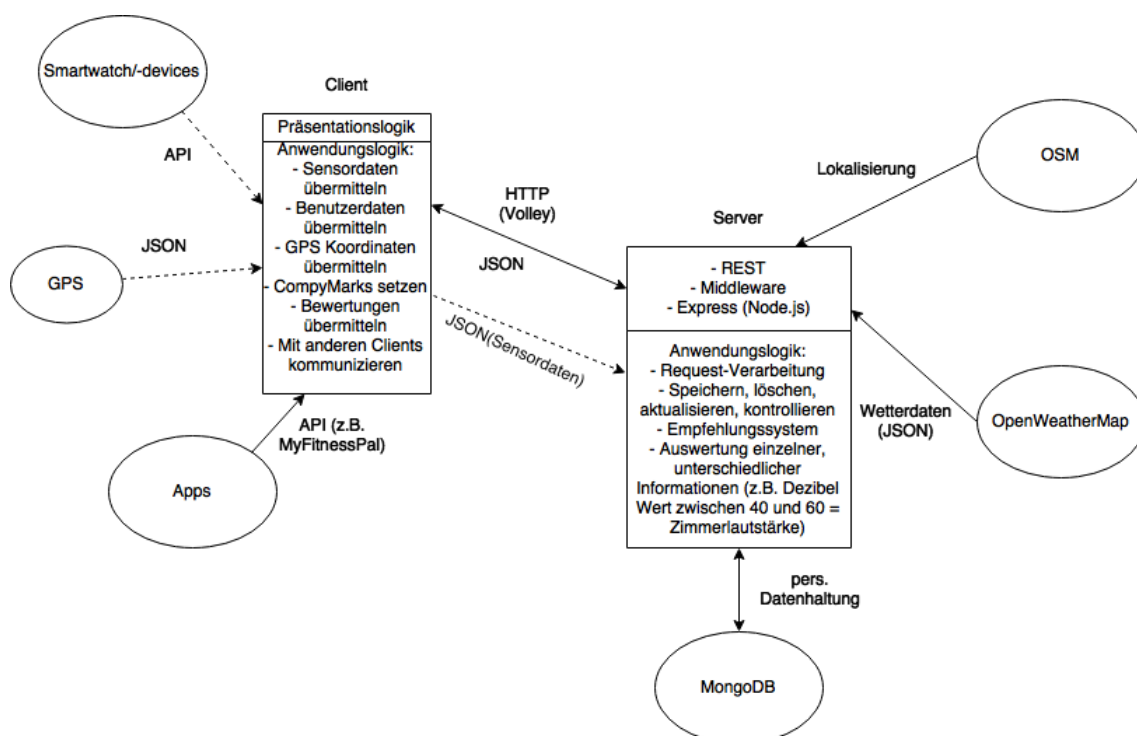 Smartwatch/-devices
Client
Präsentationslogik
Anwendungslogik:
- Sensordaten
übermitteln
- Benutzerdaten
übermitteln
- GPS Koordinaten
übermitteln
- CompyMarks setzen
- Bewertungen
übermitteln
- Mit anderen Clients
kommunizieren
API
JSON
GPS
API (z.B.
MyFitnessPal)
Apps
HTTP
(Volley)
JSON
JSON(Sensordaten)
Server
- REST
- Middleware
- Express (Node.js)
Anwendungslogik:
- Request-Verarbeitung
- Speichern, löschen,
aktualisieren, kontrollieren
- Empfehlungssystem
- Auswertung einzelner,
unterschiedlicher
Informationen (z.B. Dezibel
Wert zwischen 40 und 60 =
Zimmerlautstärke)
Lokalisierung
OSM
Wetterdaten
(JSON)
OpenWeatherMap
pers.
Datenhaltung
MongoDB